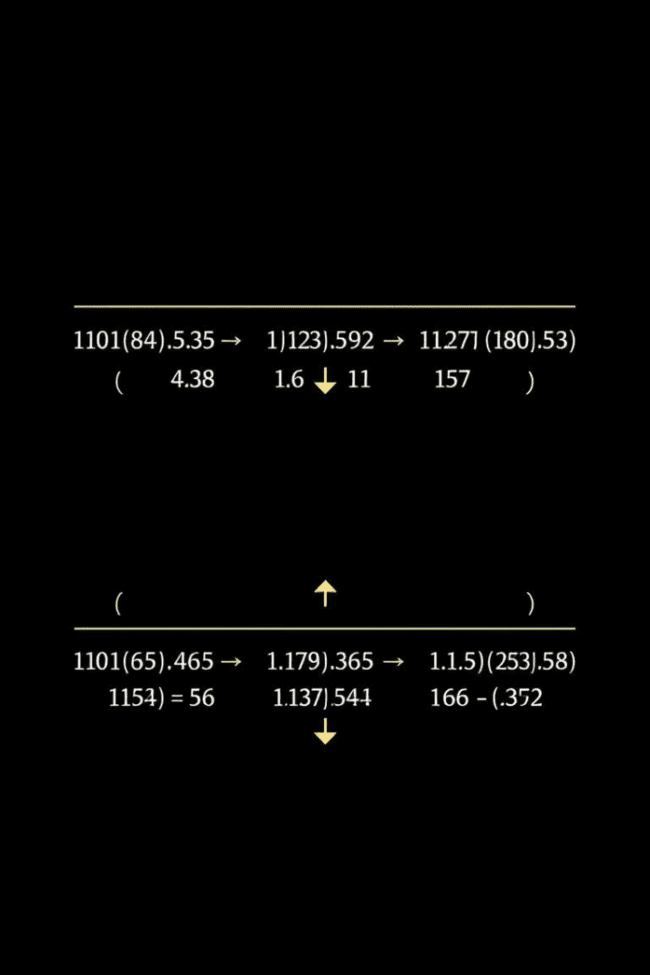 1101(84).5.35 → 1)123).592 → 11271 (180).53)
( 4.38 1.6 ↓ 11 157 )
( ↑ )
1101(65).465 → 1.179).365 → 1.1.5)(253).58)
1154) = 56 1.137).544 166 - (.352
↓